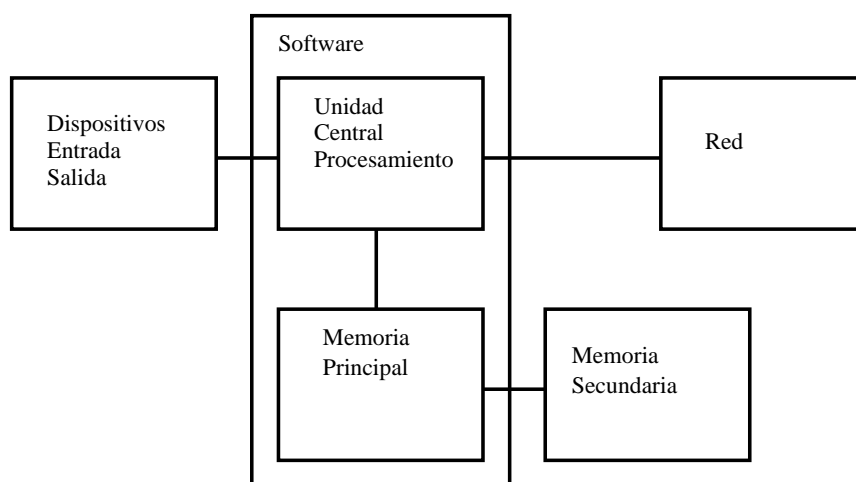 Software
Dispositivos
Entrada
Salida
Unidad
Central
Procesamiento
Red
Memoria
Principal
Memoria
Secundaria